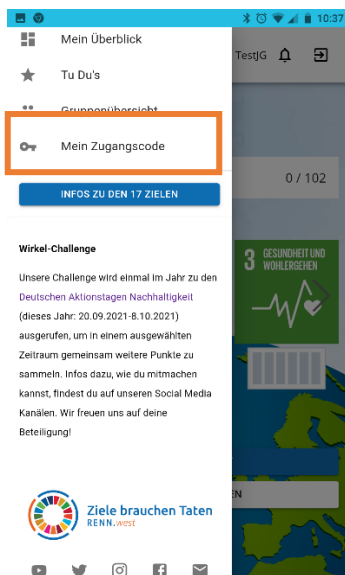 10:37
Mein Überblick
TestJG
Tu Du's
Gruppenübersicht
Mein Zugangscode
0 / 102
INFOS ZU DEN 17 ZIELEN
Wirkel-Challenge
3 GESUNDHEIT UND
WOHLERGEHEN
Unsere Challenge wird einmal im Jahr zu den
Deutschen Aktionstagen Nachhaltigkeit
(dieses Jahr: 20.09.2021-8.10.2021)
ausgerufen, um in einem ausgewählten
Zeitraum gemeinsam weitere Punkte zu
sammeln. Infos dazu, wie du mitmachen
kannst, findest du auf unseren Social Media
Kanälen. Wir freuen uns auf deine
Beteiligung!
EN
Ziele brauchen Taten
RENN.west